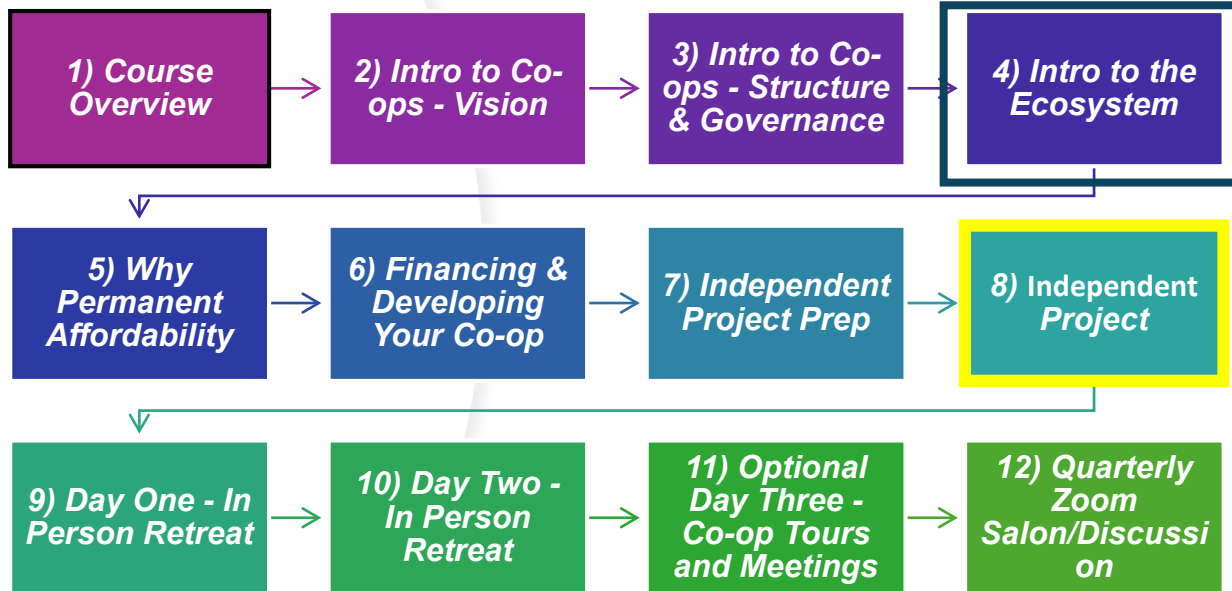 1) Course
Overview
2) Intro to Co-
ops - Vision
3) Intro to Co-
ops - Structure
& Governance
4) Intro to the
Ecosystem
5) Why
Permanent
Affordability
6) Financing &
Developing
Your Co-op
7) Independent
Project Prep
8) Independent
Project
9) Day One - In
Person Retreat
10) Day Two -
In Person
Retreat
11) Optional
Day Three -
Co-op Tours
and Meetings
12) Quarterly
Zoom
Salon/Discussi
on